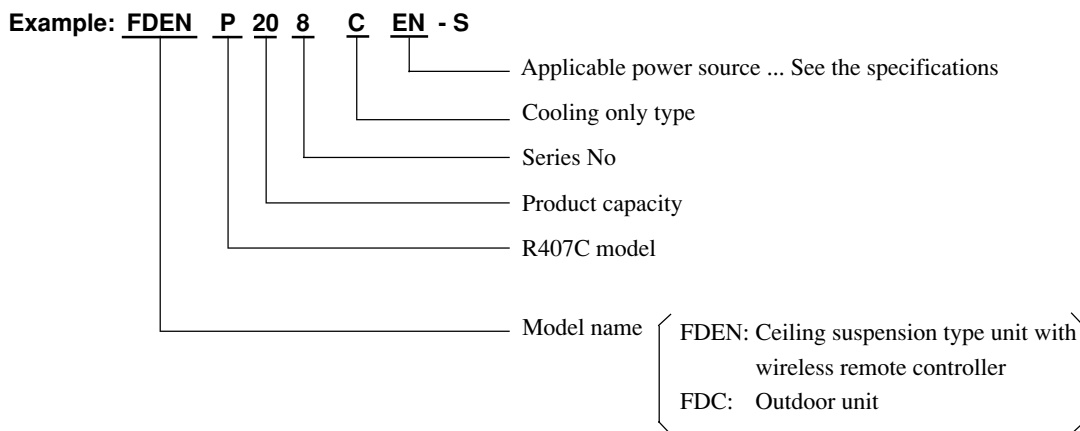 Example: FDEN P 20 8 C EN - S
Applicable power source ... See the specifications
Cooling only type
Series No
Product capacity
R407C model
Model name
FDEN: Ceiling suspension type unit with
wireless remote controller
FDC: Outdoor unit